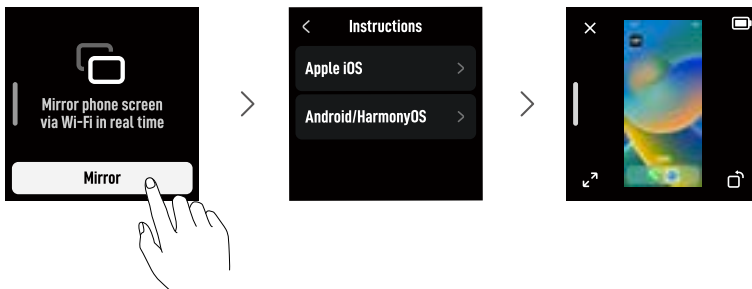 Mirror phone screen
via Wi-Fi in real time
Mirror
Instructions
Apple iOS
Android/HarmonyOS